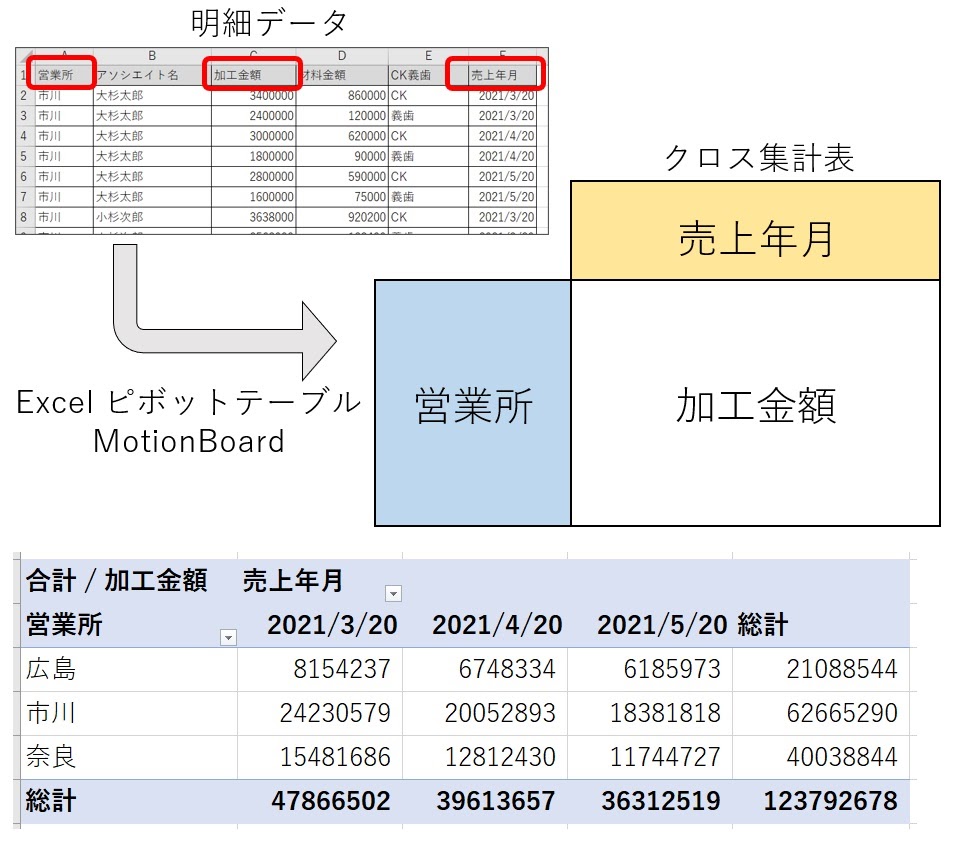 明細データ
A B C D E F
1 営業所 アソシエイト名 加工金額 材料金額 CK義歯 売上年月
2 市川 大杉太郎 3400000 860000 CK 2021/3/20
3 市川 大杉太郎 2400000 120000 義歯 2021/3/20
4 市川 大杉太郎 3000000 620000 CK 2021/4/20
5 市川 大杉太郎 1800000 90000 義歯 2021/4/20
6 市川 大杉太郎 2800000 590000 CK 2021/5/20
7 市川 大杉太郎 1600000 75000 義歯 2021/5/20
8 市川 小杉次郎 3638000 920200 CK 2021/3/20
クロス集計表
売上年月
営業所
加工金額
Excel ピボットテーブル
MotionBoard
合計 / 加工金額 売上年月
営業所 2021/3/20 2021/4/20 2021/5/20 総計
広島 8154237 6748334 6185973 21088544
市川 24230579 20052893 18381818 62665290
奈良 15481686 12812430 11744727 40038844
総計 47866502 39613657 36312519 123792678